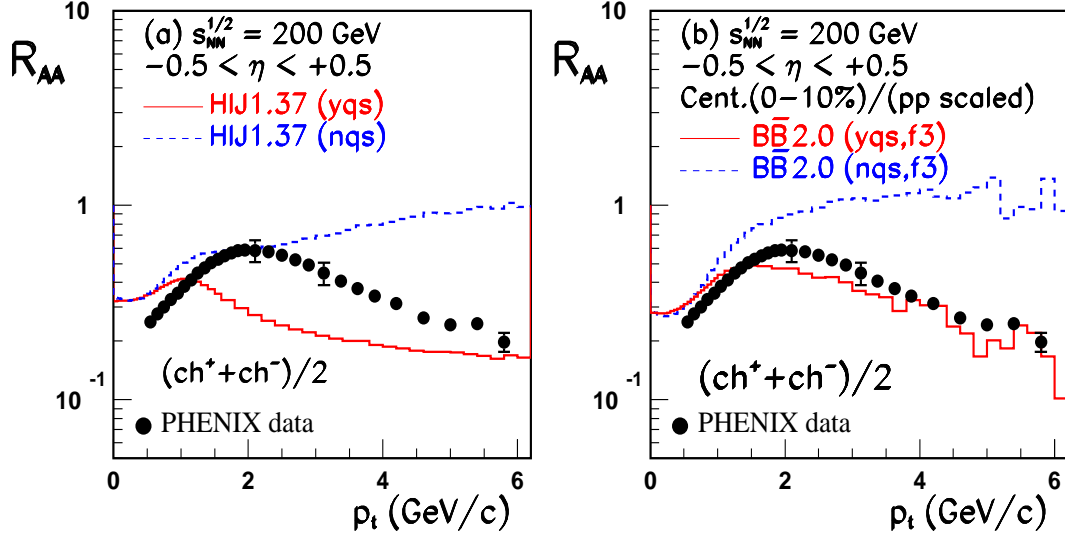 (a) s_NN^1/2 = 200 GeV
−0.5 < η < +0.5
HIJ1.37 (yqs)
HIJ1.37 (nqs)
R_AA
1
10
1
10^-1
(ch^+ +ch^−)/2
PHENIX data
0
2
4
6
p_t (GeV/c)
(b) s_NN^1/2 = 200 GeV
−0.5 < η < +0.5
Cent.(0−10%)/(pp scaled)
BB̅ 2.0 (yqs,f3)
BB̅ 2.0 (nqs,f3)
R_AA
10
1
10^-1
(ch^+ +ch^−)/2
PHENIX data
0
2
4
6
p_t (GeV/c)